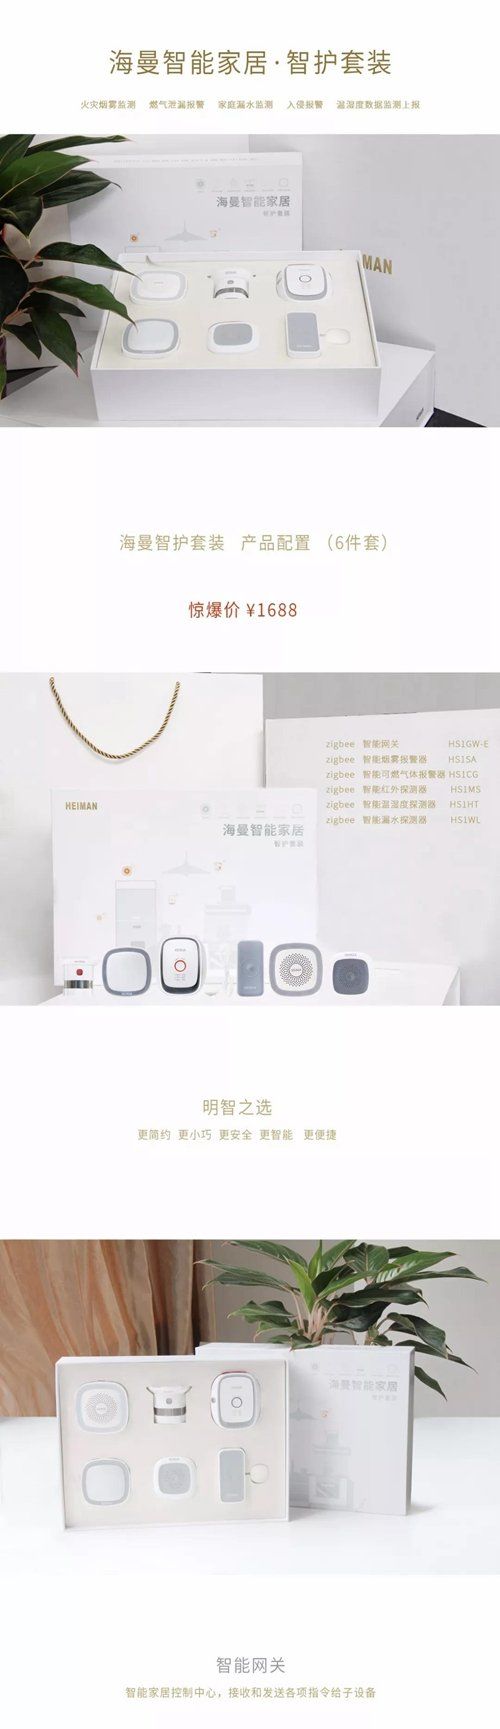 海曼智能家居·智护套装
火灾烟雾监测 燃气泄漏报警 家庭漏水监测 入侵报警 温湿度数据监测上报
海曼智能家居
智护套装
HEIMAN
海曼智护套装 产品配置 （6件套）
惊爆价 ¥1688
zigbee 智能网关 HS1GW-E
zigbee 智能烟雾报警器 HS1SA
zigbee 智能可燃气体报警器 HS1CG
zigbee 智能红外探测器 HS1MS
zigbee 智能温湿度探测器 HS1HT
zigbee 智能漏水探测器 HS1WL
HEIMAN
海曼智能家居
智护套装
明智之选
更简约 更小巧 更安全 更智能 更便捷
海曼智能家居
智护套装
智能网关
智能家居控制中心，接收和发送各项指令给子设备